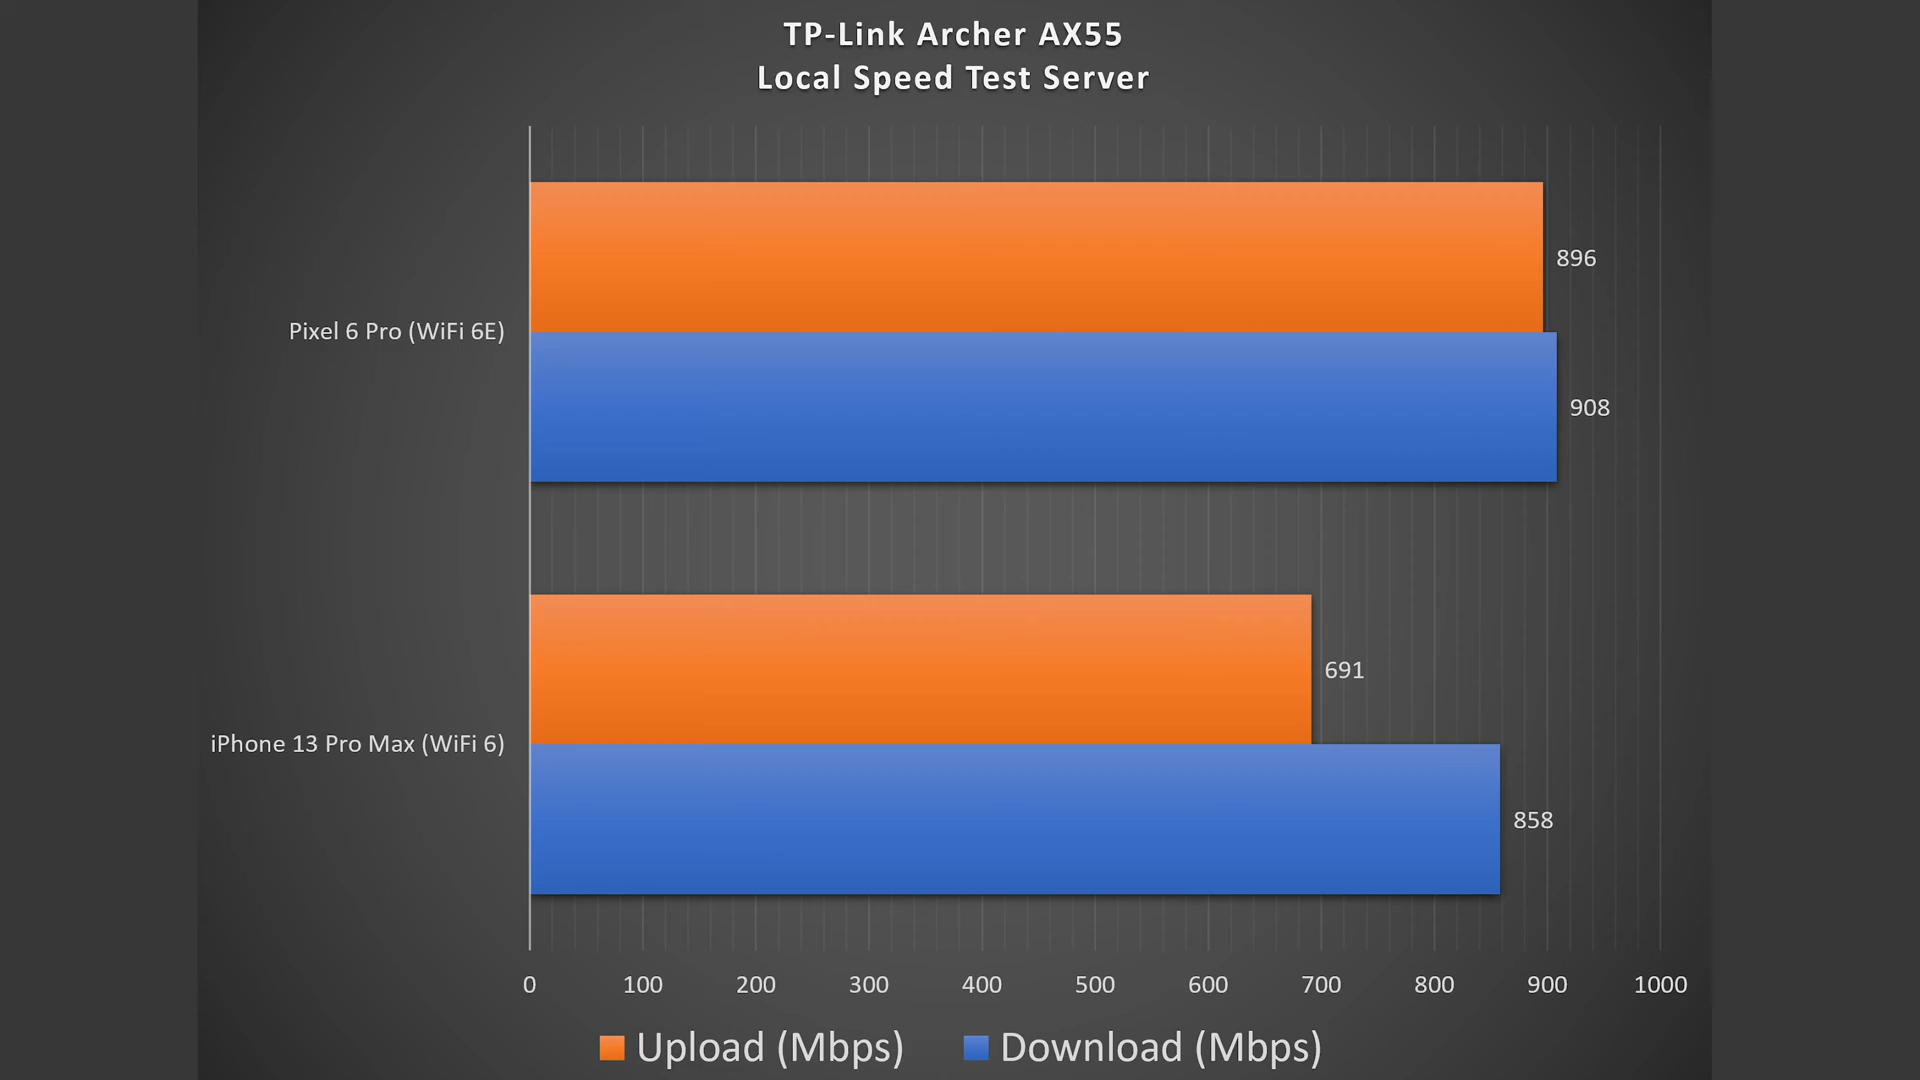 TP-Link Archer AX55
Local Speed Test Server
896
Pixel 6 Pro (WiFi 6E)
908
691
iPhone 13 Pro Max (WiFi 6)
858
0 100 200 300 400 500 600 700 800 900 1000
Upload (Mbps) Download (Mbps)